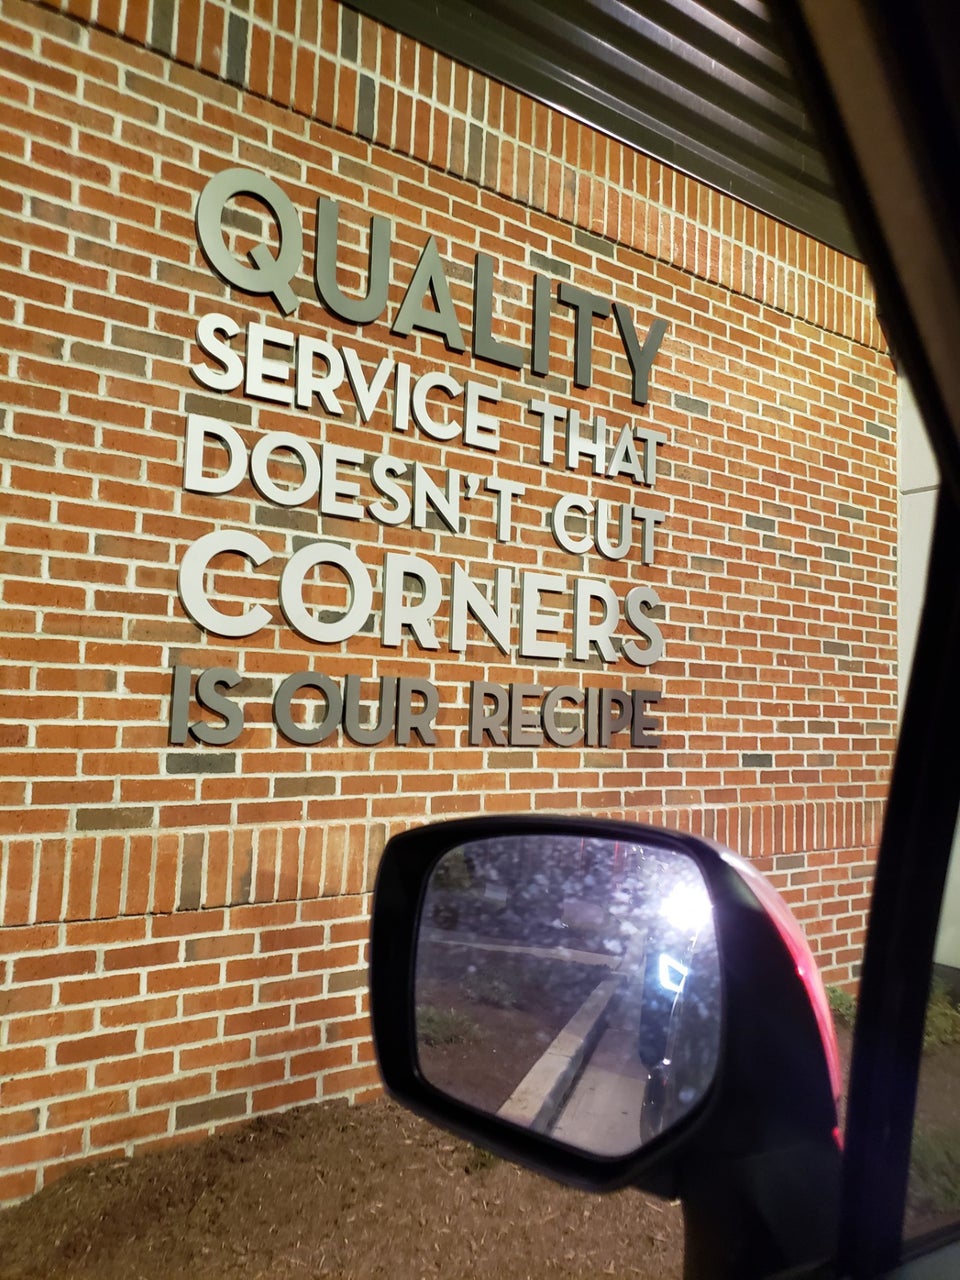 QUALITY
SERVICE THAT
DOESN'T CUT
CORNERS
IS OUR RECIPE